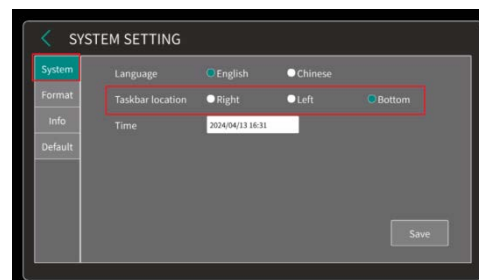 SYSTEM SETTING
System
Language English Chinese
Format
Taskbar location Right Left Bottom
Info
Time 2024/04/13 16:31
Default
Save